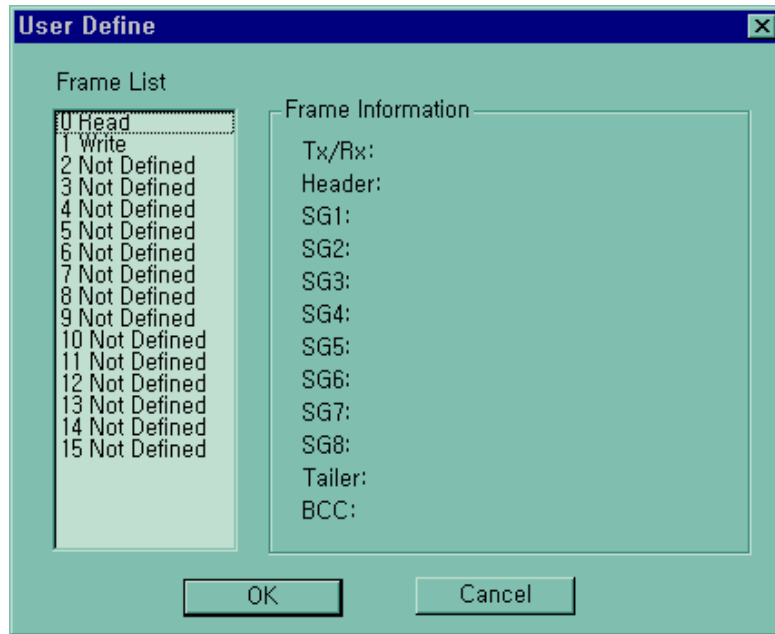 User Define
Frame List
0 Read
1 Write
2 Not Defined
3 Not Defined
4 Not Defined
5 Not Defined
6 Not Defined
7 Not Defined
8 Not Defined
9 Not Defined
10 Not Defined
11 Not Defined
12 Not Defined
13 Not Defined
14 Not Defined
15 Not Defined
Frame Information
Tx/Rx:
Header:
SG1:
SG2:
SG3:
SG4:
SG5:
SG6:
SG7:
SG8:
Tailer:
BCC:
OK
Cancel